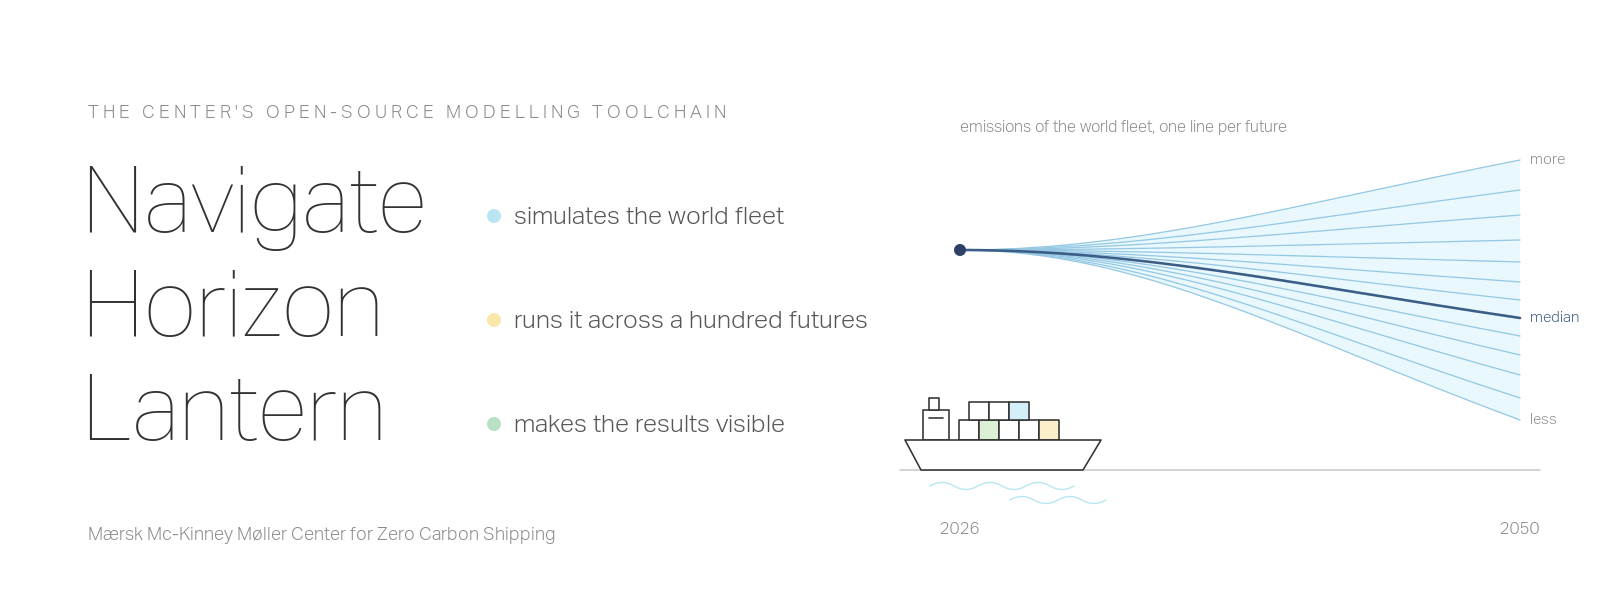 THE CENTER'S OPEN-SOURCE MODELLING TOOLCHAIN
Navigate
simulates the world fleet
Horizon
runs it across a hundred futures
Lantern
makes the results visible
Mærsk Mc-Kinney Møller Center for Zero Carbon Shipping
emissions of the world fleet, one line per future
more
median
less
2026
2050